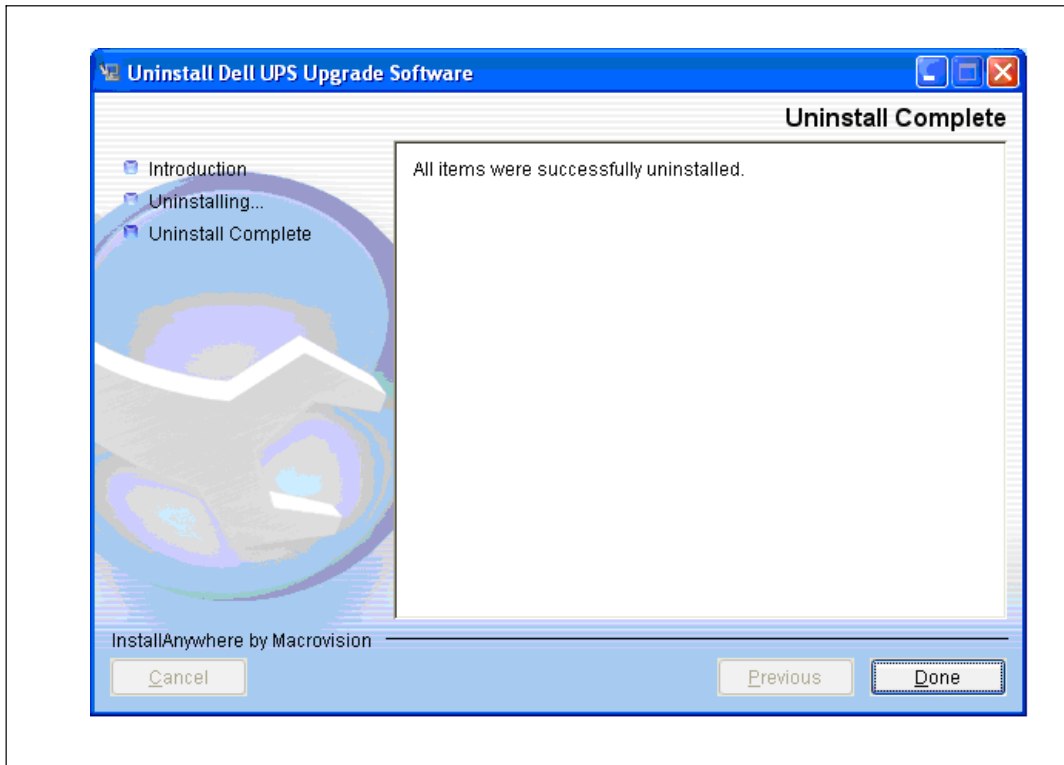 Uninstall Dell UPS Upgrade Software
Uninstall Complete
Introduction
Uninstalling...
Uninstall Complete
All items were successfully uninstalled.
InstallAnywhere by Macrovision
Cancel
Previous
Done